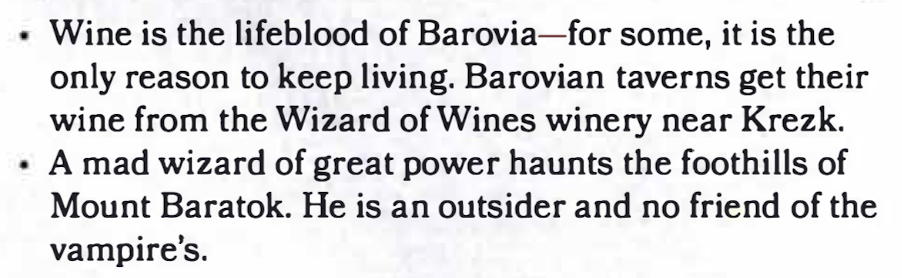 • Wine is the lifeblood of Barovia—for some, it is the
only reason to keep living. Barovian taverns get their
wine from the Wizard of Wines winery near Krezk.
• A mad wizard of great power haunts the foothills of
Mount Baratok. He is an outsider and no friend of the
vampire's.